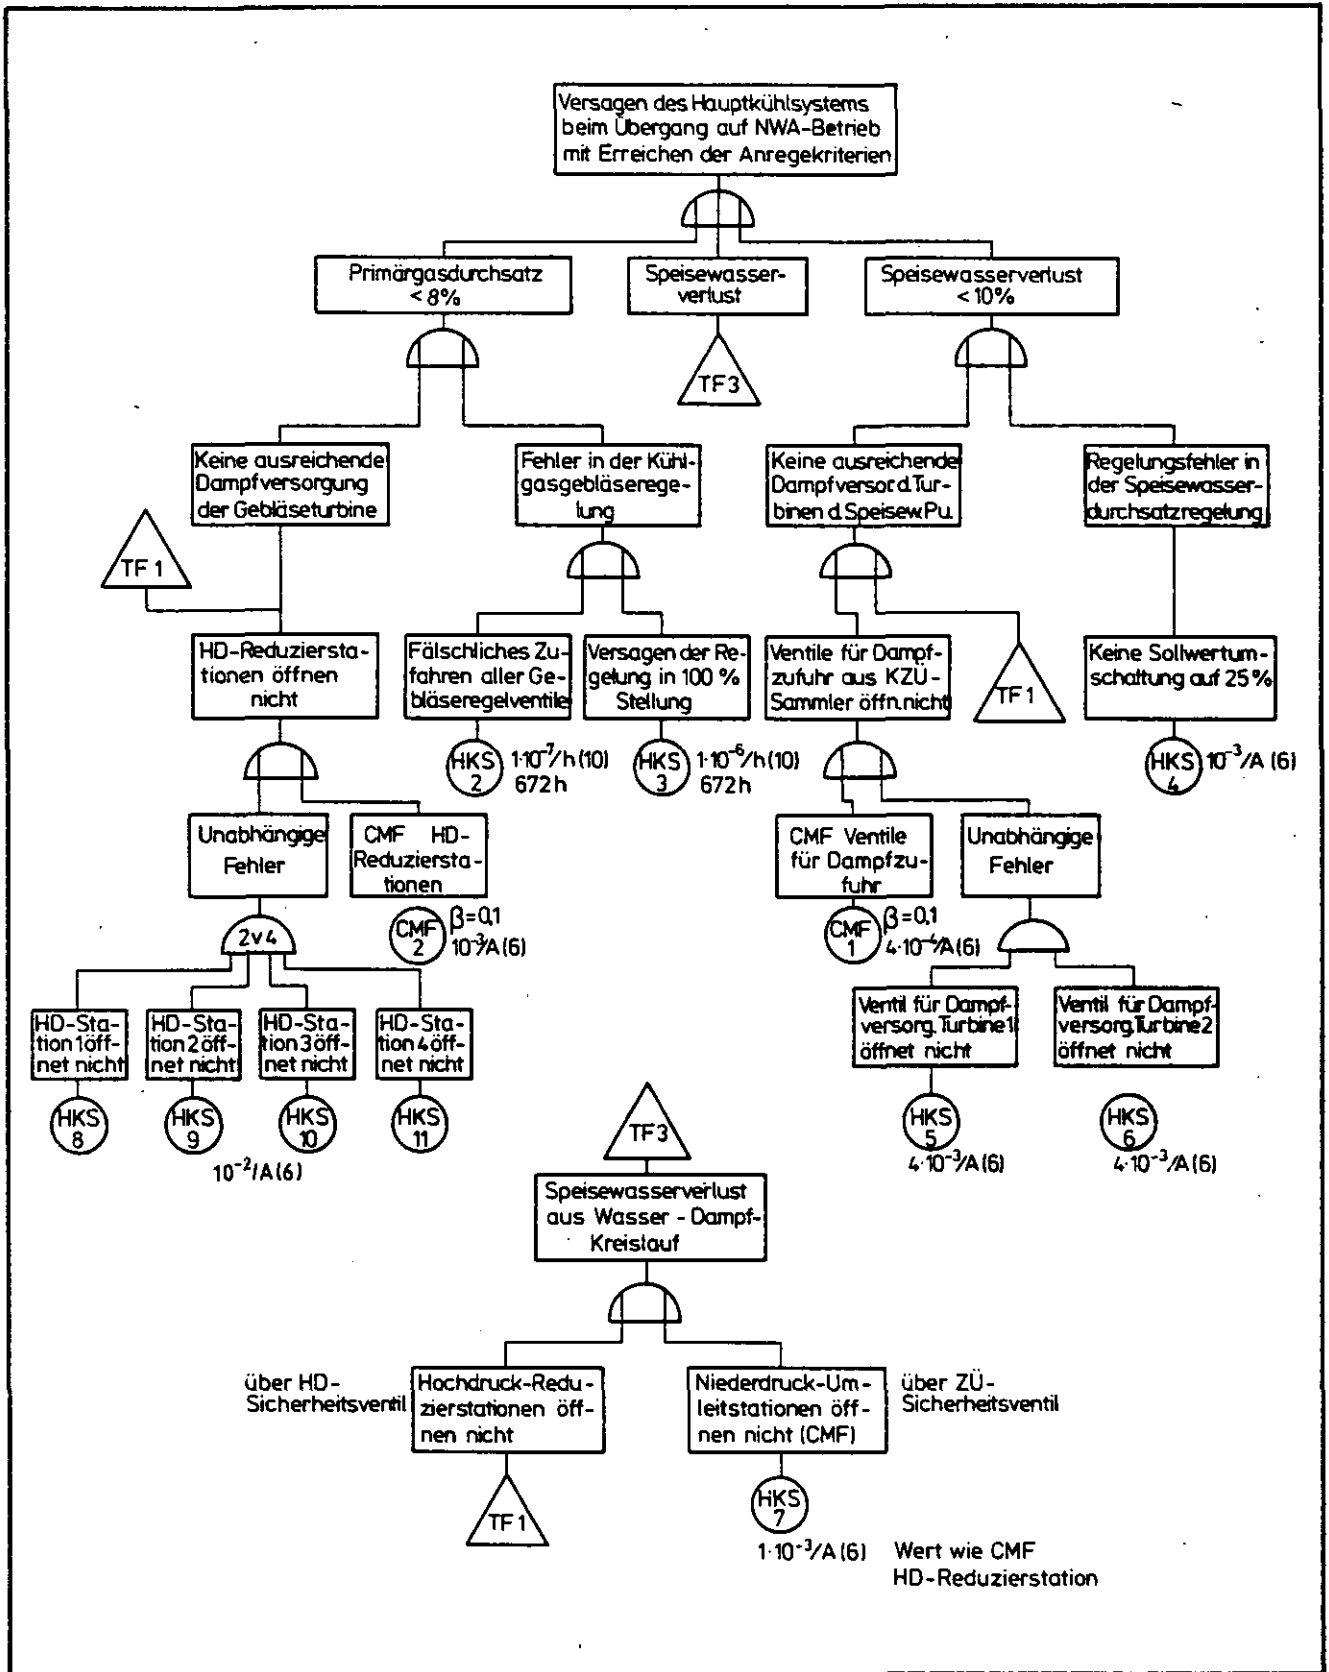 Versagen des Hauptkühlsystems
beim Übergang auf NWA-Betrieb
mit Erreichen der Anregekriterien
Primärgasdurchsatz
< 8%
Speisewasser-
verlust
Speisewasserverlust
< 10%
TF3
Keine ausreichende
Dampfversorgung
der Gebläseturbine
Fehler in der Kühl-
gasgebläserege-
lung
Keine ausreichende
Dampfversor d. Tur-
binen d. Speisew. Pu.
Regelungsfehler in
der Speisewasser-
durchsatzregelung
TF 1
HD-Reduziersta-
tionen öffnen
nicht
Fälschliches Zu-
fahren aller Ge-
bläseregelventile
Versagen der Re-
gelung in 100 %
Stellung
Ventile für Dampf-
zufuhr aus KZÜ-
Sammler öffn. nicht
TF 1
Keine Sollwertum-
schaltung auf 25%
HKS
2
1·10⁻⁷/h (10)
672 h
HKS
3
1·10⁻⁶/h (10)
672 h
HKS
4
10⁻³/A (6)
Unabhängige
Fehler
CMF HD-
Reduziersta-
tionen
CMF Ventile
für Dampfzu-
fuhr
Unabhängige
Fehler
2v4
CMF
2
β=0,1
10⁻³/A (6)
CMF
1
β=0,1
4·10⁻⁴/A (6)
HD-Sta-
tion 1 öff-
net nicht
HD-Sta-
tion 2 öff-
net nicht
HD-Sta-
tion 3 öff-
net nicht
HD-Sta-
tion 4 öff-
net nicht
Ventil für Dampf-
versorg. Turbine 1
öffnet nicht
Ventil für Dampf-
versorg. Turbine 2
öffnet nicht
HKS
8
HKS
9
HKS
10
HKS
11
10⁻²/A (6)
HKS
5
4·10⁻³/A (6)
HKS
6
4·10⁻³/A (6)
TF3
Speisewasserverlust
aus Wasser - Dampf-
Kreislauf
über HD-
Sicherheitsventil
Hochdruck-Redu-
zierstationen öff-
nen nicht
Niederdruck-Um-
leitstationen öff-
nen nicht (CMF)
über ZÜ-
Sicherheitsventil
TF 1
HKS
7
1·10⁻³/A (6)
Wert wie CMF
HD-Reduzierstation